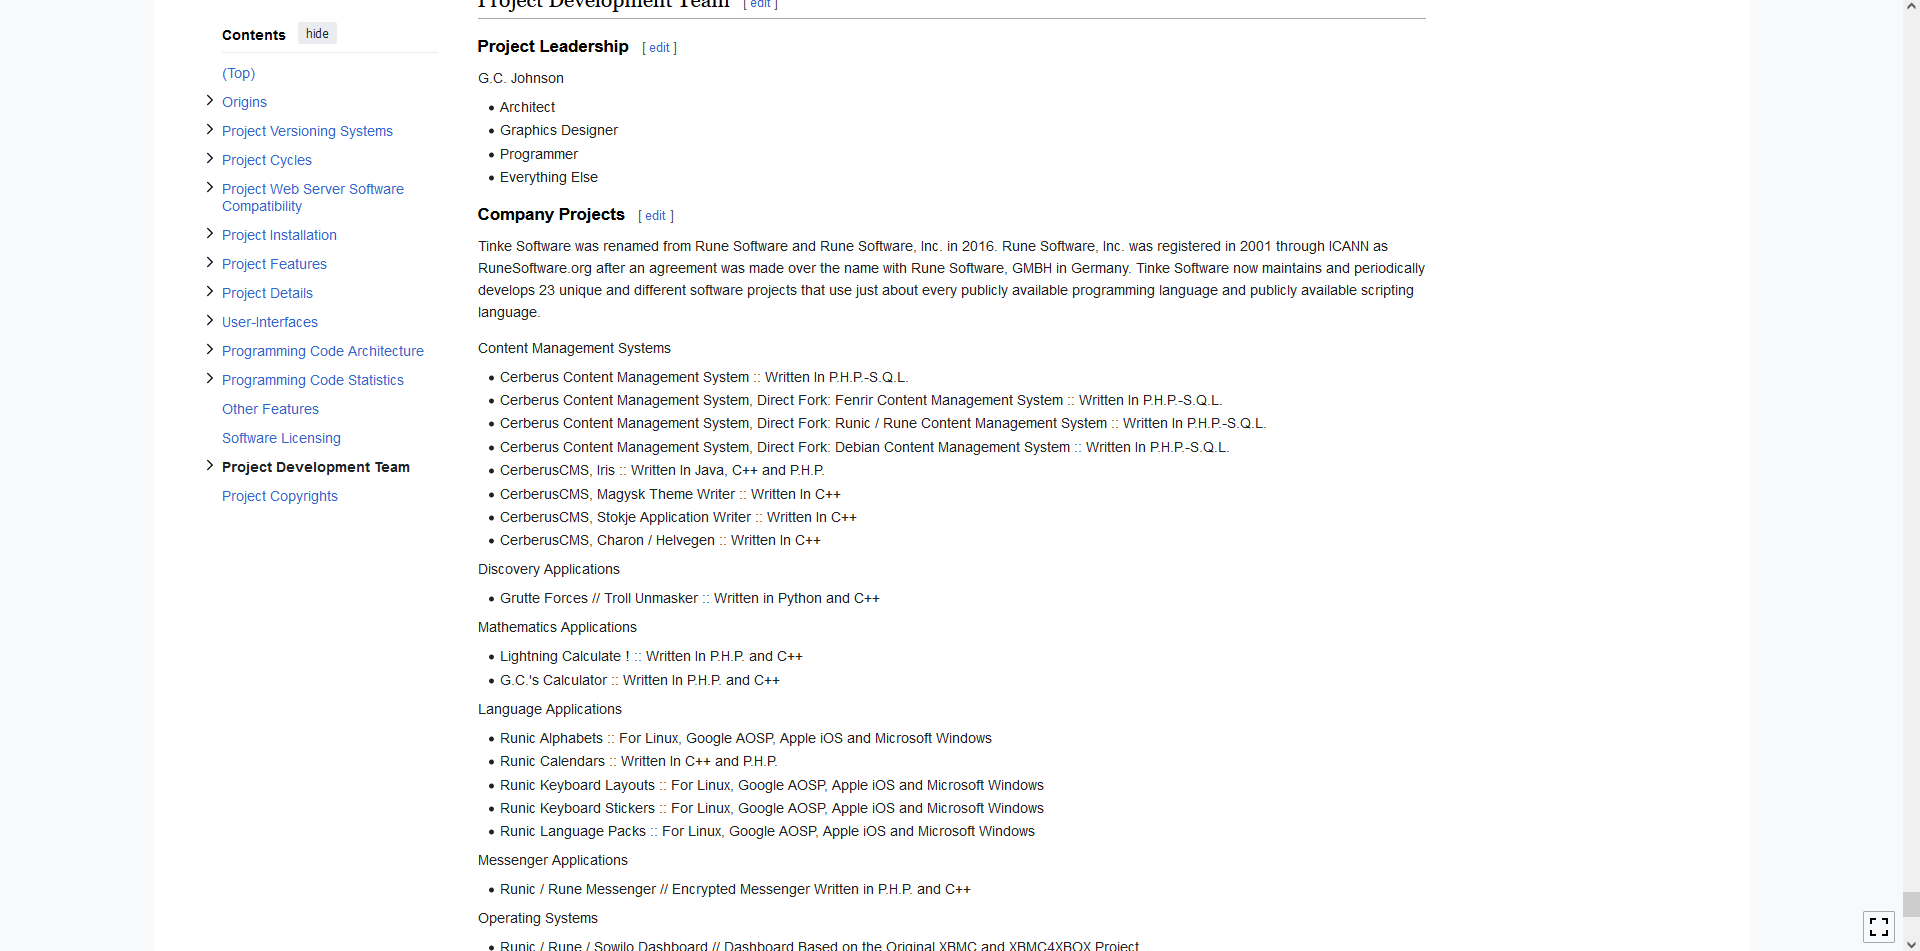 Contents hide
(Top)
Origins
Project Versioning Systems
Project Cycles
Project Web Server Software
Compatibility
Project Installation
Project Features
Project Details
User-Interfaces
Programming Code Architecture
Programming Code Statistics
Other Features
Software Licensing
Project Development Team
Project Copyrights
Project Development Team [ edit ]
Project Leadership [ edit ]
G.C. Johnson
• Architect
• Graphics Designer
• Programmer
• Everything Else
Company Projects [ edit ]
Tinke Software was renamed from Rune Software and Rune Software, Inc. in 2016. Rune Software, Inc. was registered in 2001 through ICANN as
RuneSoftware.org after an agreement was made over the name with Rune Software, GMBH in Germany. Tinke Software now maintains and periodically
develops 23 unique and different software projects that use just about every publicly available programming language and publicly available scripting
language.
Content Management Systems
• Cerberus Content Management System :: Written In P.H.P.-S.Q.L.
• Cerberus Content Management System, Direct Fork: Fenrir Content Management System :: Written In P.H.P.-S.Q.L.
• Cerberus Content Management System, Direct Fork: Runic / Rune Content Management System :: Written In P.H.P.-S.Q.L.
• Cerberus Content Management System, Direct Fork: Debian Content Management System :: Written In P.H.P.-S.Q.L.
• CerberusCMS, Iris :: Written In Java, C++ and P.H.P.
• CerberusCMS, Magysk Theme Writer :: Written In C++
• CerberusCMS, Stokje Application Writer :: Written In C++
• CerberusCMS, Charon / Helvegen :: Written In C++
Discovery Applications
• Grutte Forces // Troll Unmasker :: Written in Python and C++
Mathematics Applications
• Lightning Calculate ! :: Written In P.H.P. and C++
• G.C.'s Calculator :: Written In P.H.P. and C++
Language Applications
• Runic Alphabets :: For Linux, Google AOSP, Apple iOS and Microsoft Windows
• Runic Calendars :: Written In C++ and P.H.P.
• Runic Keyboard Layouts :: For Linux, Google AOSP, Apple iOS and Microsoft Windows
• Runic Keyboard Stickers :: For Linux, Google AOSP, Apple iOS and Microsoft Windows
• Runic Language Packs :: For Linux, Google AOSP, Apple iOS and Microsoft Windows
Messenger Applications
• Runic / Rune Messenger // Encrypted Messenger Written in P.H.P. and C++
Operating Systems
• Runic / Rune / Sowilo Dashboard // Dashboard Based on the Original XBMC and XBMC4XBOX Project